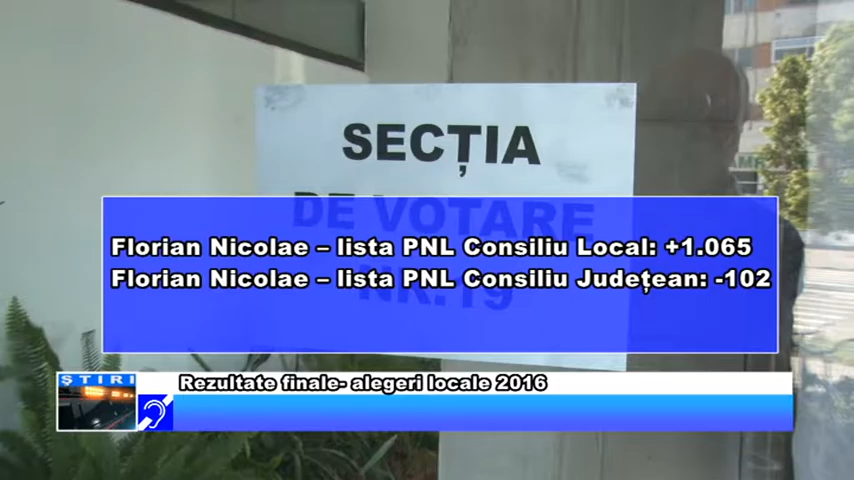 SECȚIA
DE VOTARE
NR.19
Florian Nicolae – lista PNL Consiliu Local: +1.065
Florian Nicolae – lista PNL Consiliu Județean: -102
ȘTIRI
Rezultate finale- alegeri locale 2016